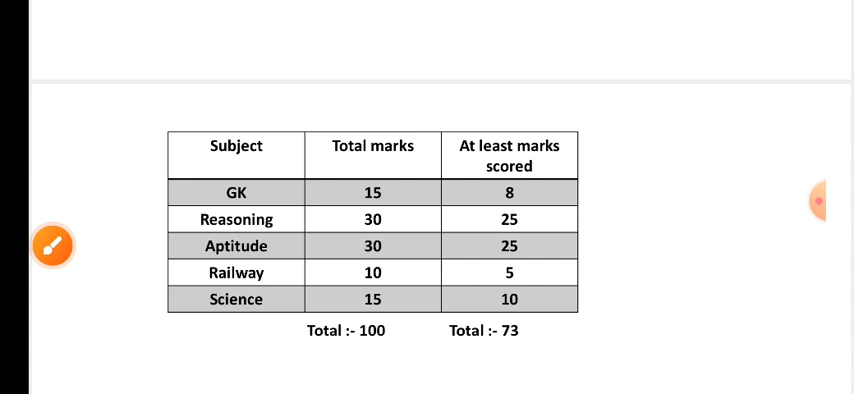 Subject Total marks At least marks scored
GK 15 8
Reasoning 30 25
Aptitude 30 25
Railway 10 5
Science 15 10
Total :- 100 Total :- 73